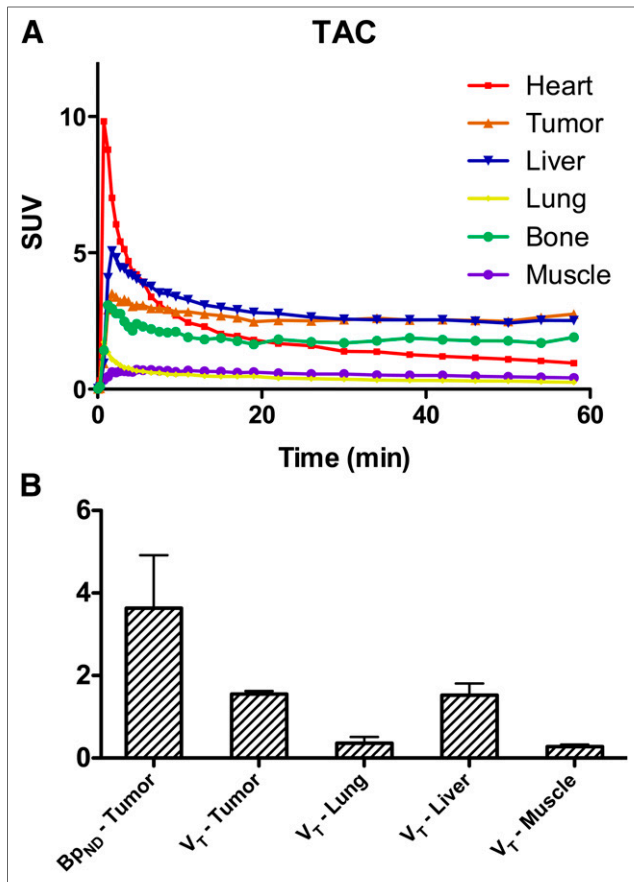 A
TAC
Heart
Tumor
Liver
Lung
Bone
Muscle
SUV
10
5
0
0 20 40 60
Time (min)
B
6
4
2
0
BpND - Tumor
VT - Tumor
VT - Lung
VT - Liver
VT - Muscle